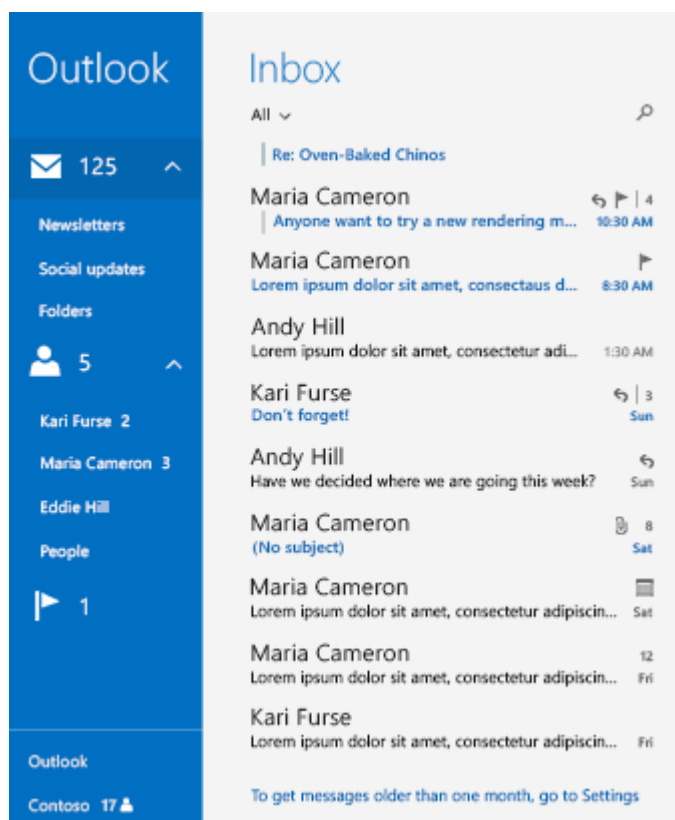 Outlook
125
Newsletters
Social updates
Folders
5
Kari Furse 2
Maria Cameron 3
Eddie Hill
People
1
Outlook
Contoso 17
Inbox
All
Re: Oven-Baked Chinos
Maria Cameron 4
Anyone want to try a new rendering m... 10:30 AM
Maria Cameron
Lorem ipsum dolor sit amet, consectaus d... 8:30 AM
Andy Hill
Lorem ipsum dolor sit amet, consectetur adi... 1:30 AM
Kari Furse 3
Don't forget! Sun
Andy Hill
Have we decided where we are going this week? Sun
Maria Cameron 8
(No subject) Sat
Maria Cameron
Lorem ipsum dolor sit amet, consectetur adipiscin... Sat
Maria Cameron 12
Lorem ipsum dolor sit amet, consectetur adipiscin... Fri
Kari Furse
Lorem ipsum dolor sit amet, consectetur adipiscin... Fri
To get messages older than one month, go to Settings